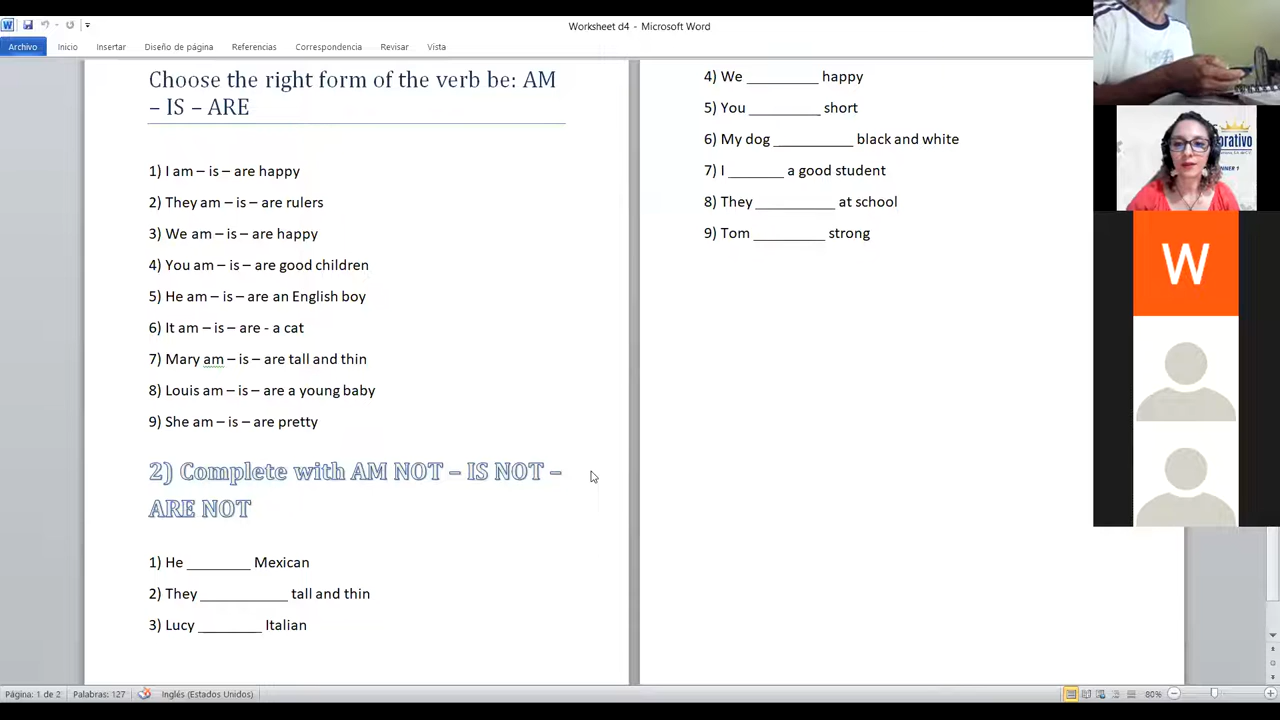 Worksheet d4 - Microsoft Word
Archivo Inicio Insertar Diseño de página Referencias Correspondencia Revisar Vista
Choose the right form of the verb be: AM
– IS – ARE
1) I am – is – are happy
2) They am – is – are rulers
3) We am – is – are happy
4) You am – is – are good children
5) He am – is – are an English boy
6) It am – is – are - a cat
7) Mary am – is – are tall and thin
8) Louis am – is – are a young baby
9) She am – is – are pretty
2) Complete with AM NOT – IS NOT –
ARE NOT
1) He ________ Mexican
2) They ___________ tall and thin
3) Lucy ________ Italian
4) We _________ happy
5) You _________ short
6) My dog __________ black and white
7) I _______ a good student
8) They __________ at school
9) Tom _________ strong
W
Página: 1 de 2 Palabras: 127 Inglés (Estados Unidos) 80%